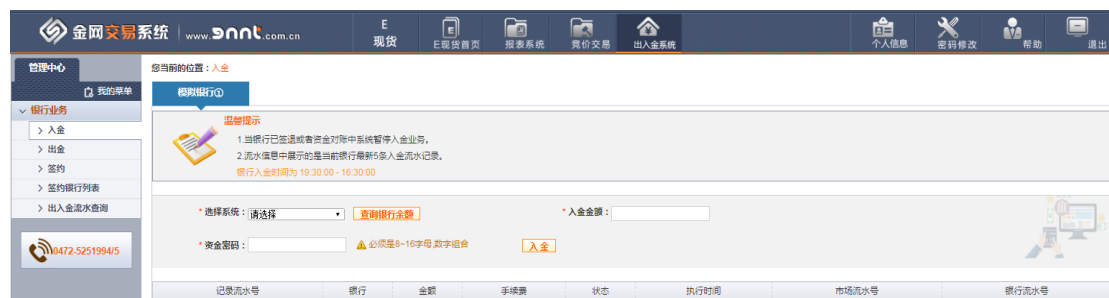 金网交易系统 www.ənnt.com.cn
E
现货
E现货首页
报表系统
竞价交易
出入金系统
个人信息
密码修改
帮助
退出
管理中心
我的菜单
银行业务
> 入金
> 出金
> 签约
> 签约银行列表
> 出入金流水查询
0472-5251994/5
您当前的位置：入金
模拟银行①
温馨提示
1.当银行已签退或者资金对账中系统暂停入金业务。
2.流水信息中展示的是当前银行最新5条入金流水记录。
银行入金时间为 19:30:00 - 16:30:00
* 选择系统： 请选择 查询银行余额 * 入金金额：
* 资金密码： 必须是8~16字母,数字组合 入金
记录流水号 银行 金额 手续费 状态 执行时间 市场流水号 银行流水号